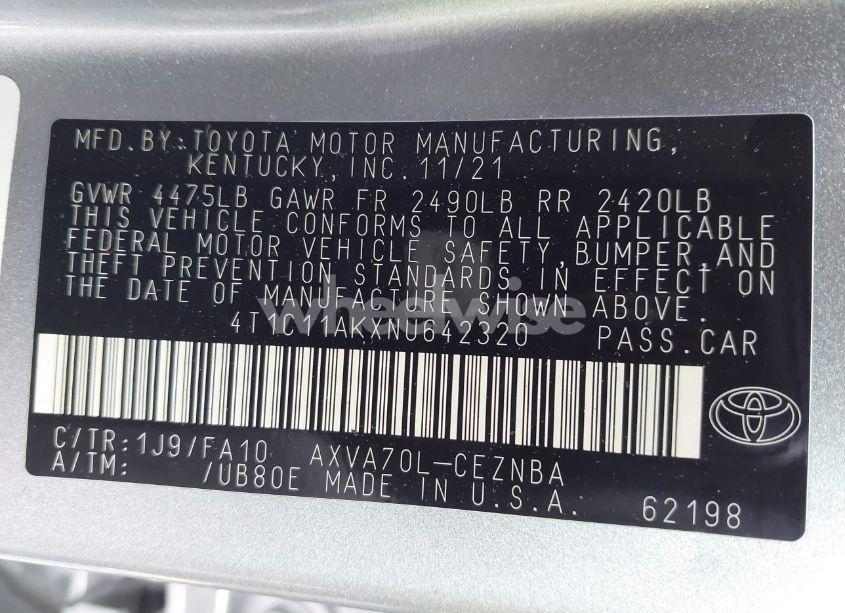 MFD.BY:TOYOTA MOTOR MANUFACTURING,
KENTUCKY,INC.11/21
GVWR 4475LB GAWR FR 2490LB RR 2420LB
THIS VEHICLE CONFORMS TO ALL APPLICABLE
FEDERAL MOTOR VEHICLE SAFETY,BUMPER,AND
THEFT PREVENTION STANDARDS IN EFFECT ON
THE DATE OF MANUFACTURE SHOWN ABOVE.
wheelwise
PASS.CAR
C/TR:1J9/FA10 AXVA70L-CEZNBA
A/TM: /UB80E MADE IN U.S.A.
62198